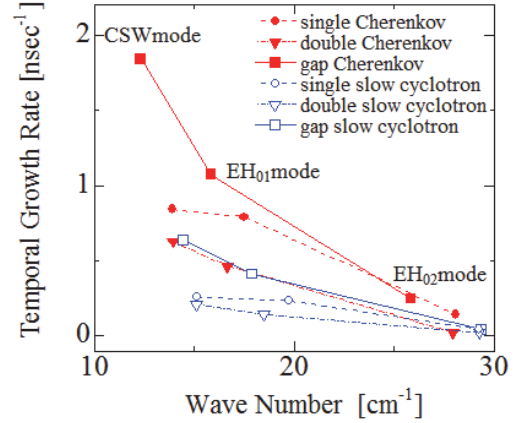 2
CSWmode
single Cherenkov
double Cherenkov
gap Cherenkov
single slow cyclotron
double slow cyclotron
gap slow cyclotron
EH₀₁mode
1
EH₀₂mode
0
10
20
30
Temporal Growth Rate [nsec⁻¹]
Wave Number [cm⁻¹]